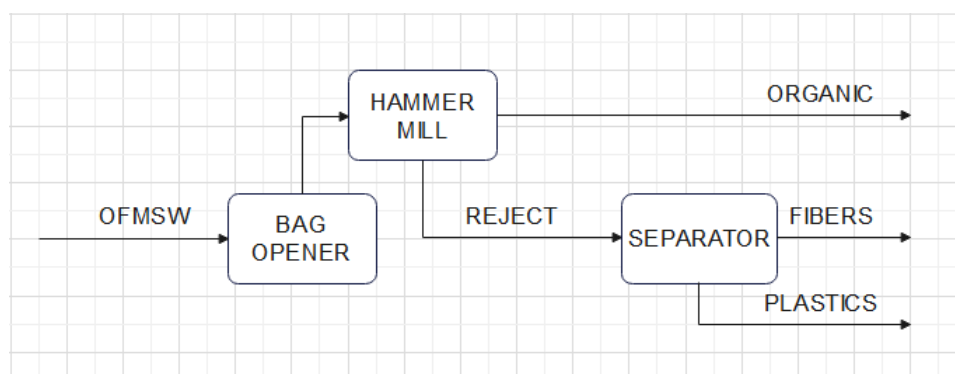 HAMMER
MILL
ORGANIC
OFMSW
BAG
OPENER
REJECT
SEPARATOR
FIBERS
PLASTICS